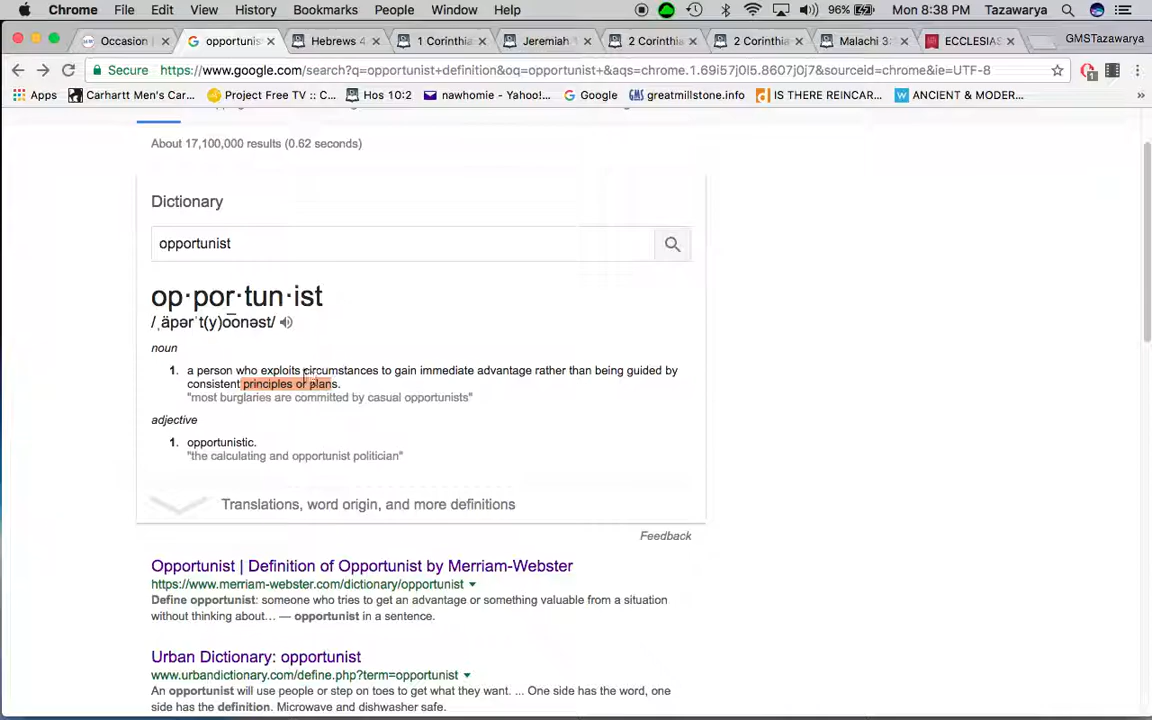 Chrome File Edit View History Bookmarks People Window Help 96% Mon 8:38 PM Tazawarya
Occasion | opportunis Hebrews 4 1 Corinthia Jeremiah 2 Corinthia 2 Corinthia Malachi 3: ECCLESIAS GMSTazawarya
Secure https://www.google.com/search?q=opportunist+definition&oq=opportunist+&aqs=chrome.1.69i57j0l5.8607j0j7&sourceid=chrome&ie=UTF-8 1
Apps Carhartt Men's Car... Project Free TV :: C... Hos 10:2 nawhomie - Yahoo!... Google GMS greatmillstone.info IS THERE REINCAR... ANCIENT & MODER... »
About 17,100,000 results (0.62 seconds)
Dictionary
opportunist
op·por·tun·ist
/ˌäpərˈt(y)o͞onəst/
noun
1. a person who exploits circumstances to gain immediate advantage rather than being guided by
consistent principles or plans.
"most burglaries are committed by casual opportunists"
adjective
1. opportunistic.
"the calculating and opportunist politician"
Translations, word origin, and more definitions
Feedback
Opportunist | Definition of Opportunist by Merriam-Webster
https://www.merriam-webster.com/dictionary/opportunist
Define opportunist: someone who tries to get an advantage or something valuable from a situation
without thinking about… — opportunist in a sentence.
Urban Dictionary: opportunist
www.urbandictionary.com/define.php?term=opportunist
An opportunist will use people or step on toes to get what they want. ... One side has the word, one
side has the definition. Microwave and dishwasher safe.